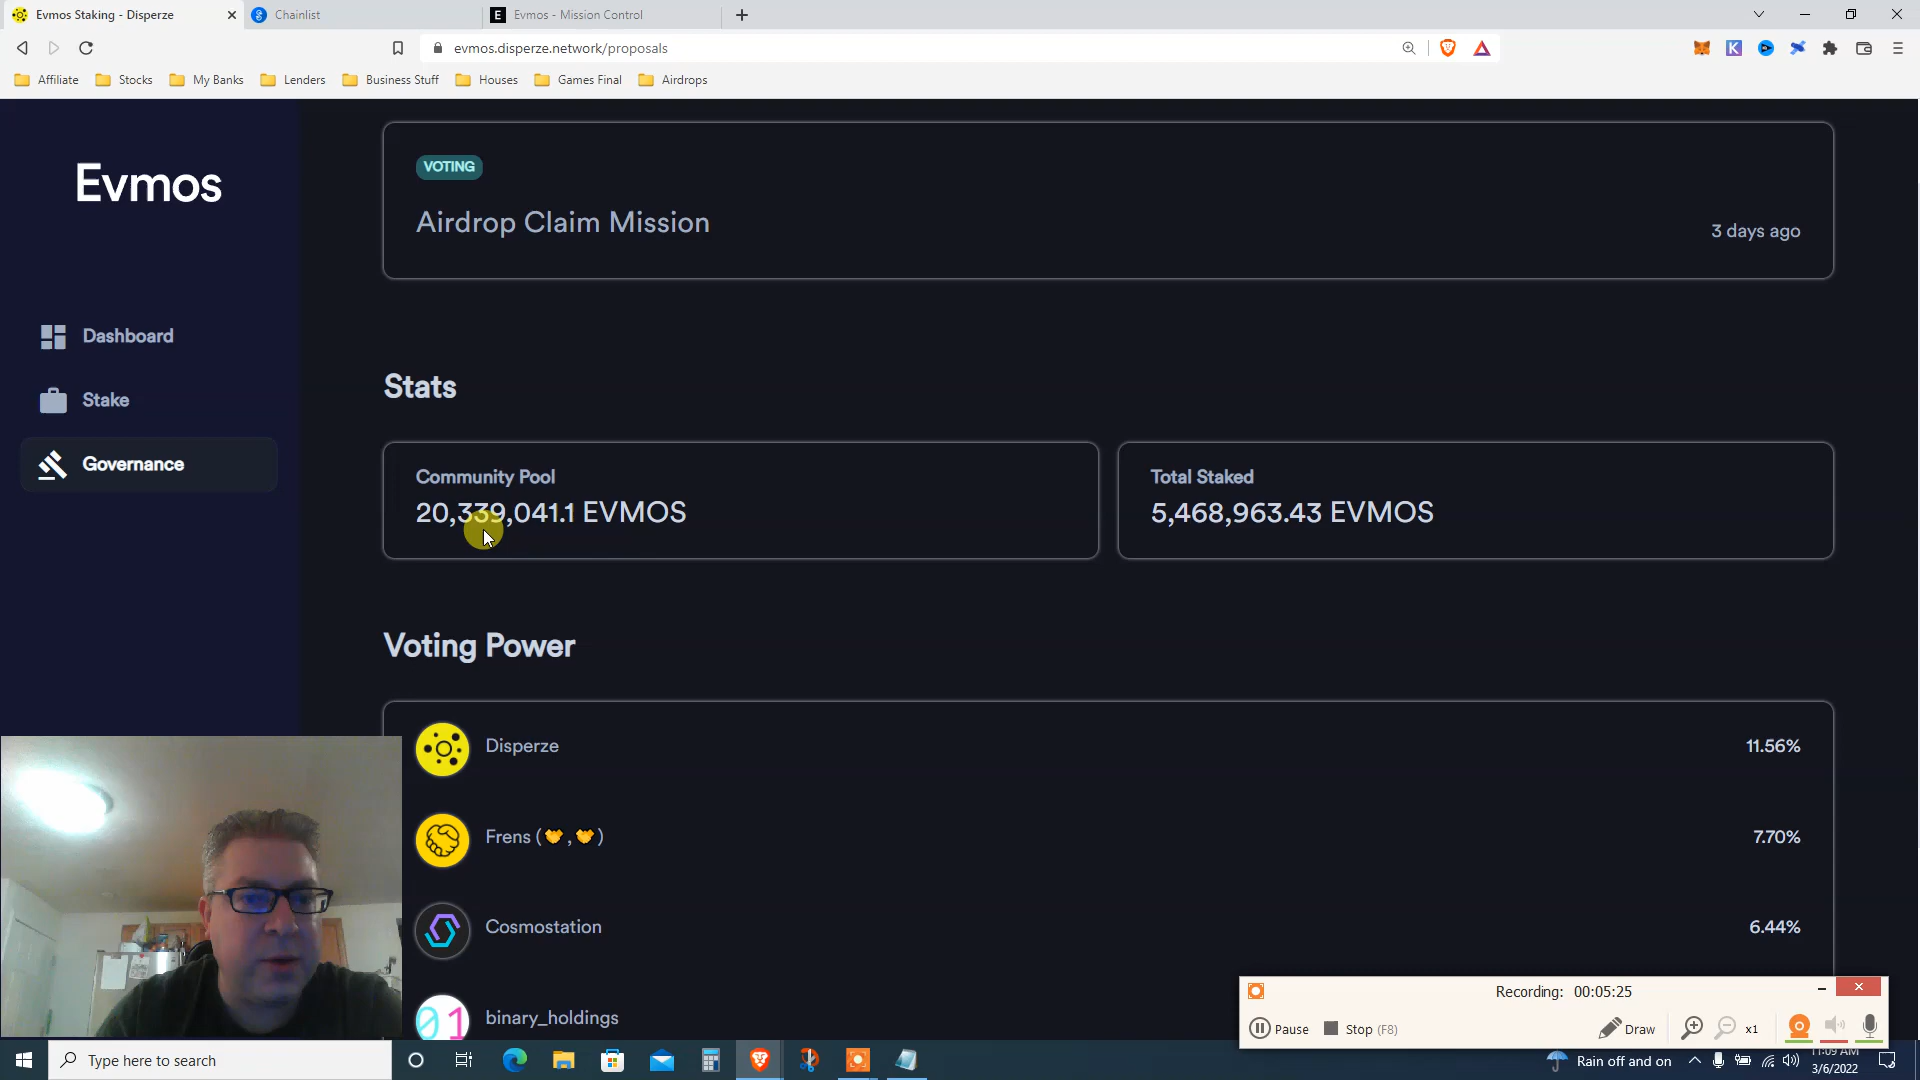 Evmos Staking - Disperze
Chainlist
E
Evmos - Mission Control
evmos.disperze.network/proposals
Affiliate
Stocks
My Banks
Lenders
Business Stuff
Houses
Games Final
Airdrops
Evmos
Dashboard
Stake
Governance
VOTING
Airdrop Claim Mission
3 days ago
Stats
Community Pool
20,339,041.1 EVMOS
Total Staked
5,468,963.43 EVMOS
Voting Power
Disperze
11.56%
Frens (🤝,🤝)
7.70%
Cosmostation
6.44%
01
binary_holdings
Recording: 00:05:25
Pause
Stop (F8)
Draw
x1
Type here to search
Rain off and on
11:09 AM
3/6/2022